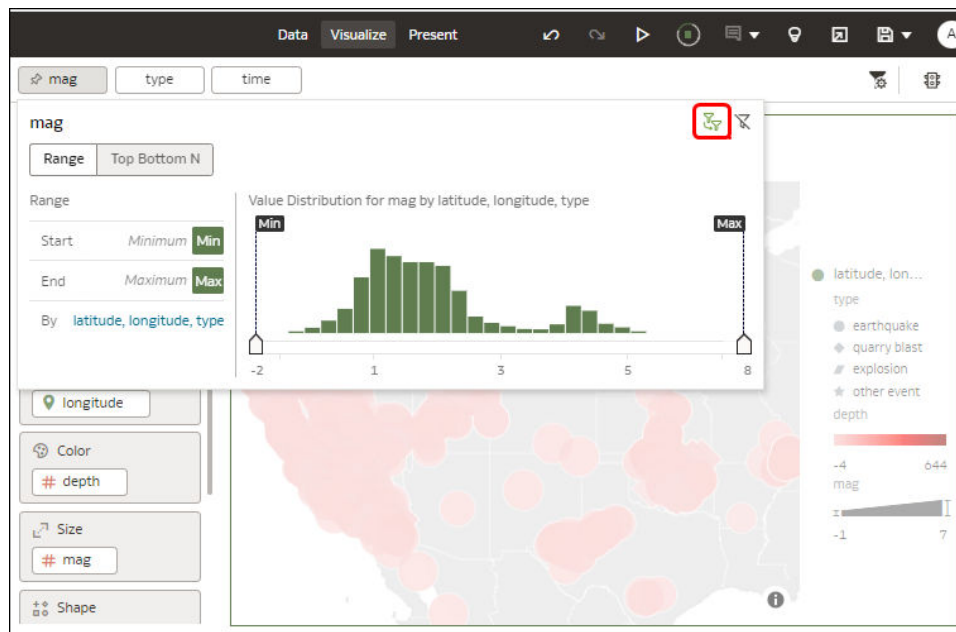 Data Visualize Present A
mag type time
mag
Range Top Bottom N
Range
Value Distribution for mag by latitude, longitude, type
Min Max
Start Minimum Min
End Maximum Max
By latitude, longitude, type
-2 1 3 5 8
latitude, lon...
type
earthquake
quarry blast
explosion
other event
depth
-4 644
mag
-1 7
longitude
Color
# depth
Size
# mag
Shape